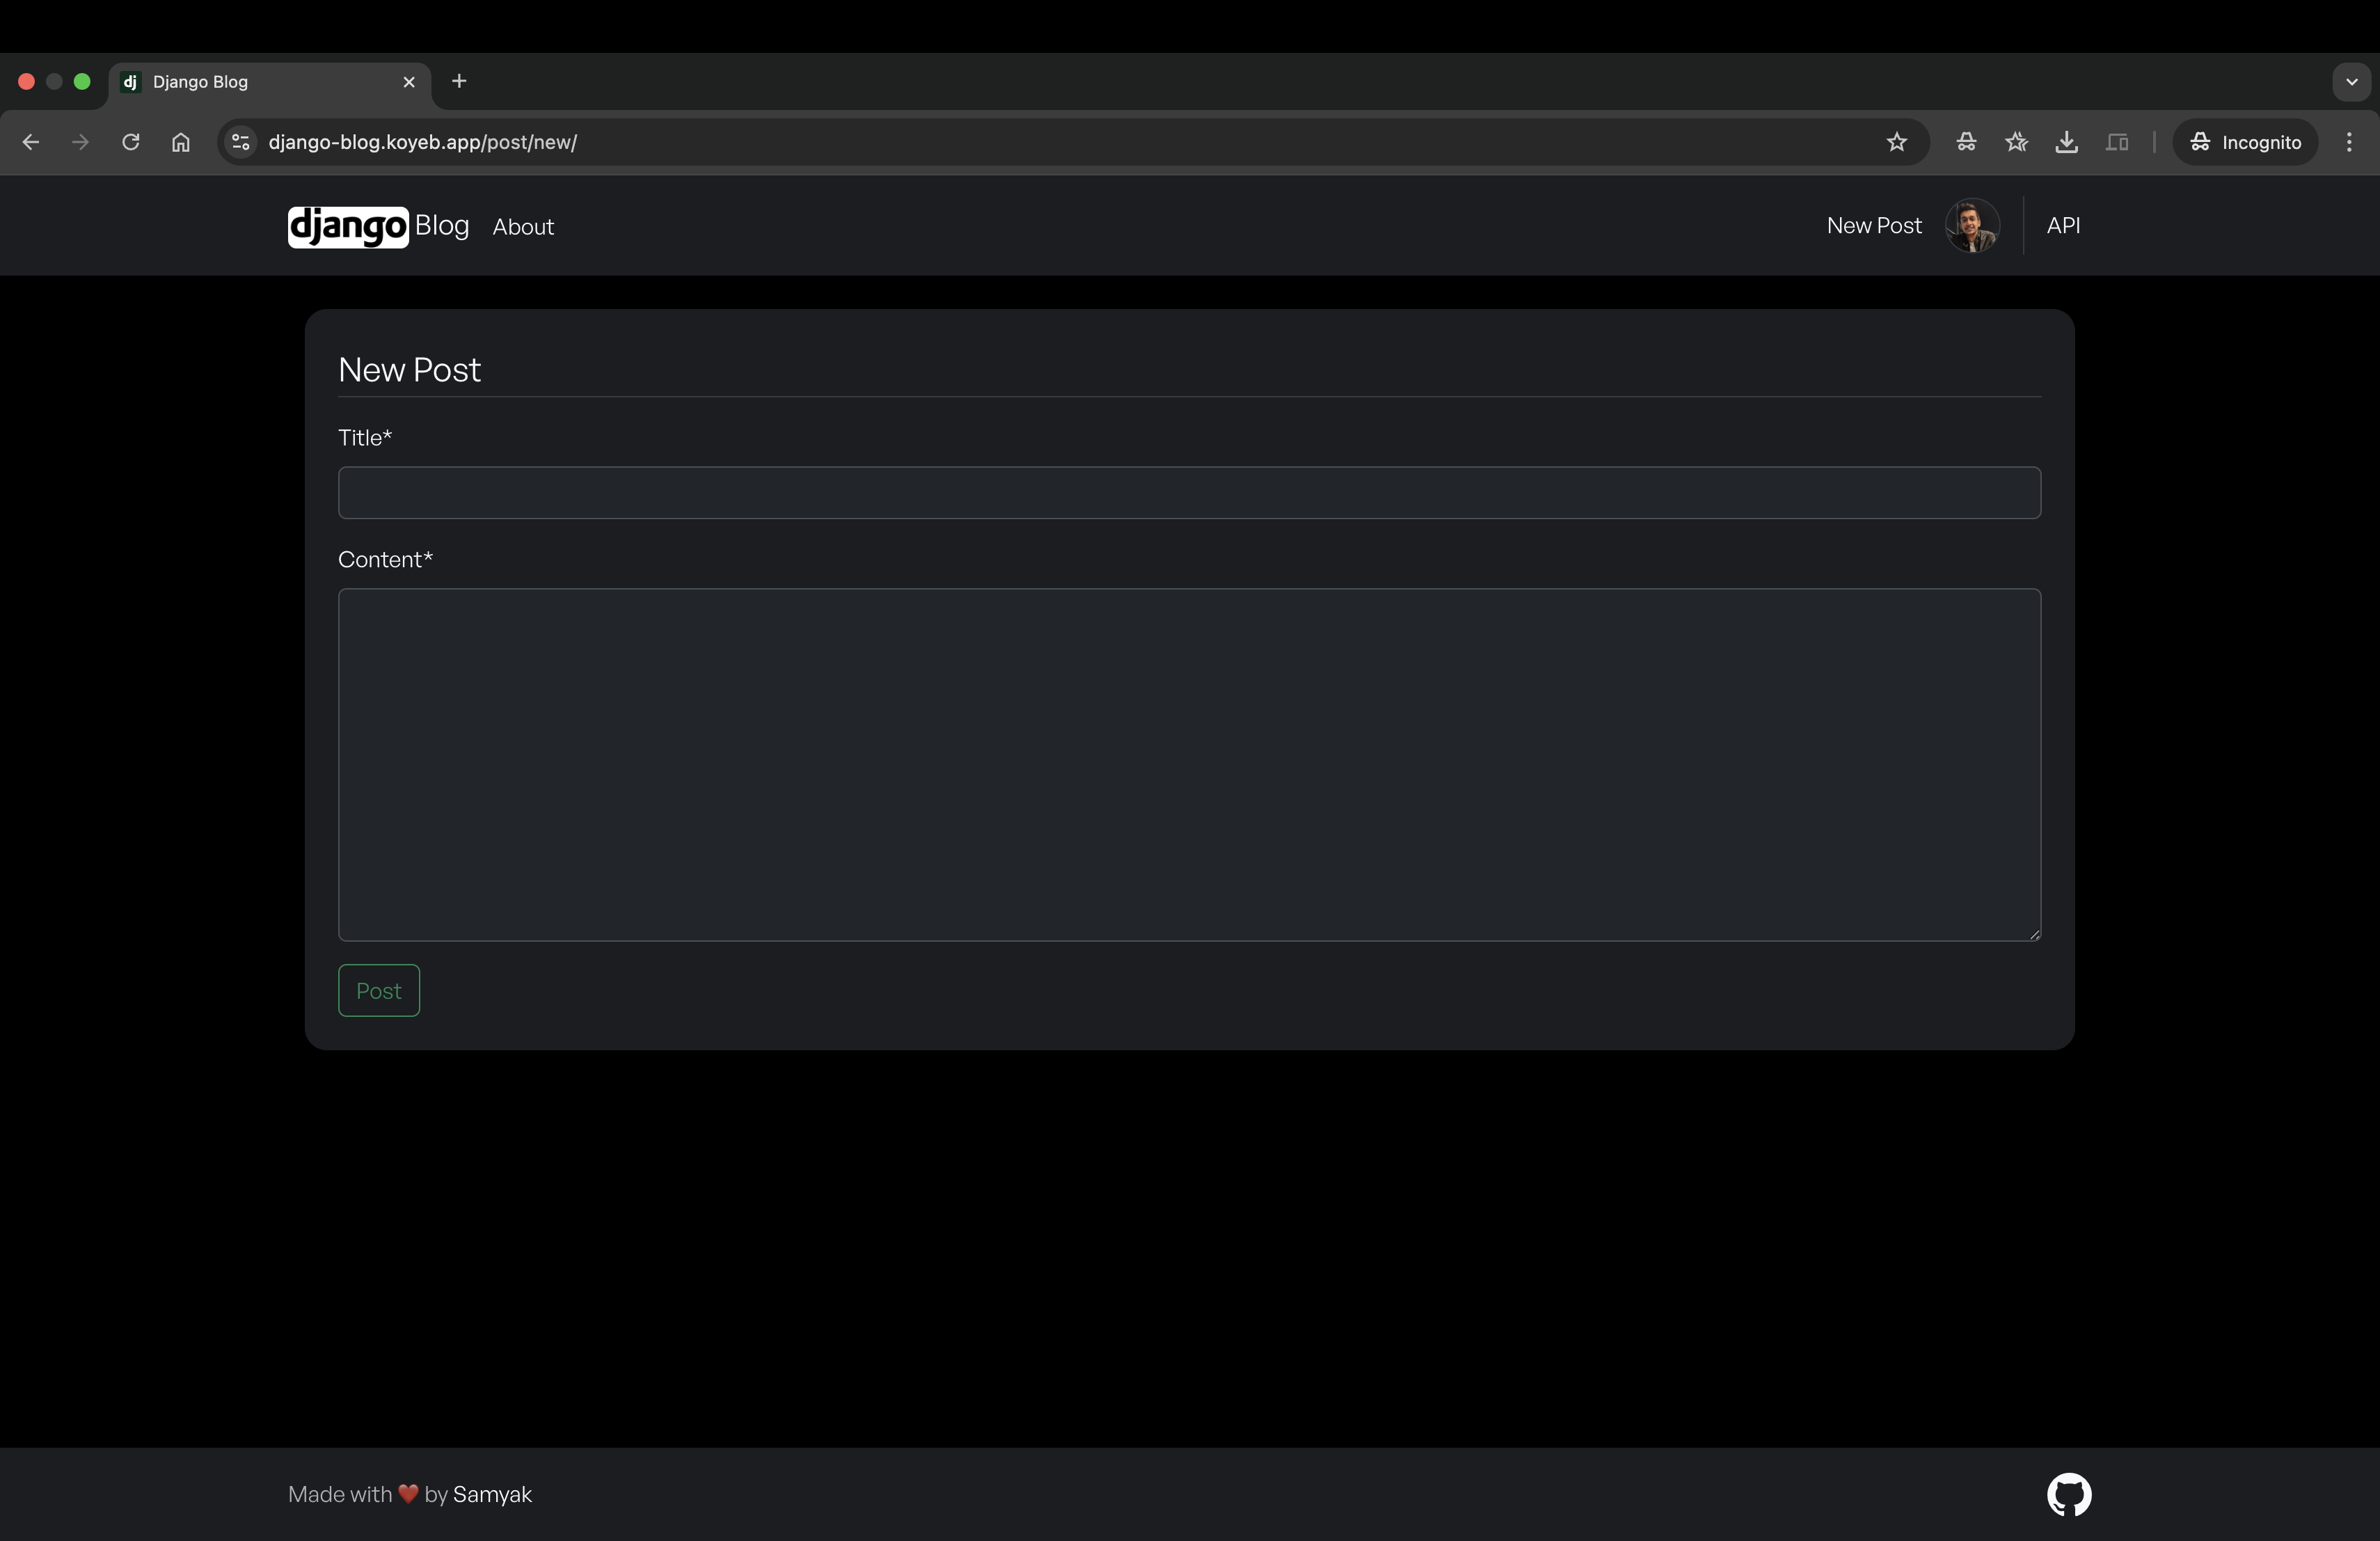 dj Django Blog
django-blog.koyeb.app/post/new/
Incognito
django Blog About
New Post API
New Post
Title*
Content*
Post
Made with ❤️ by Samyak